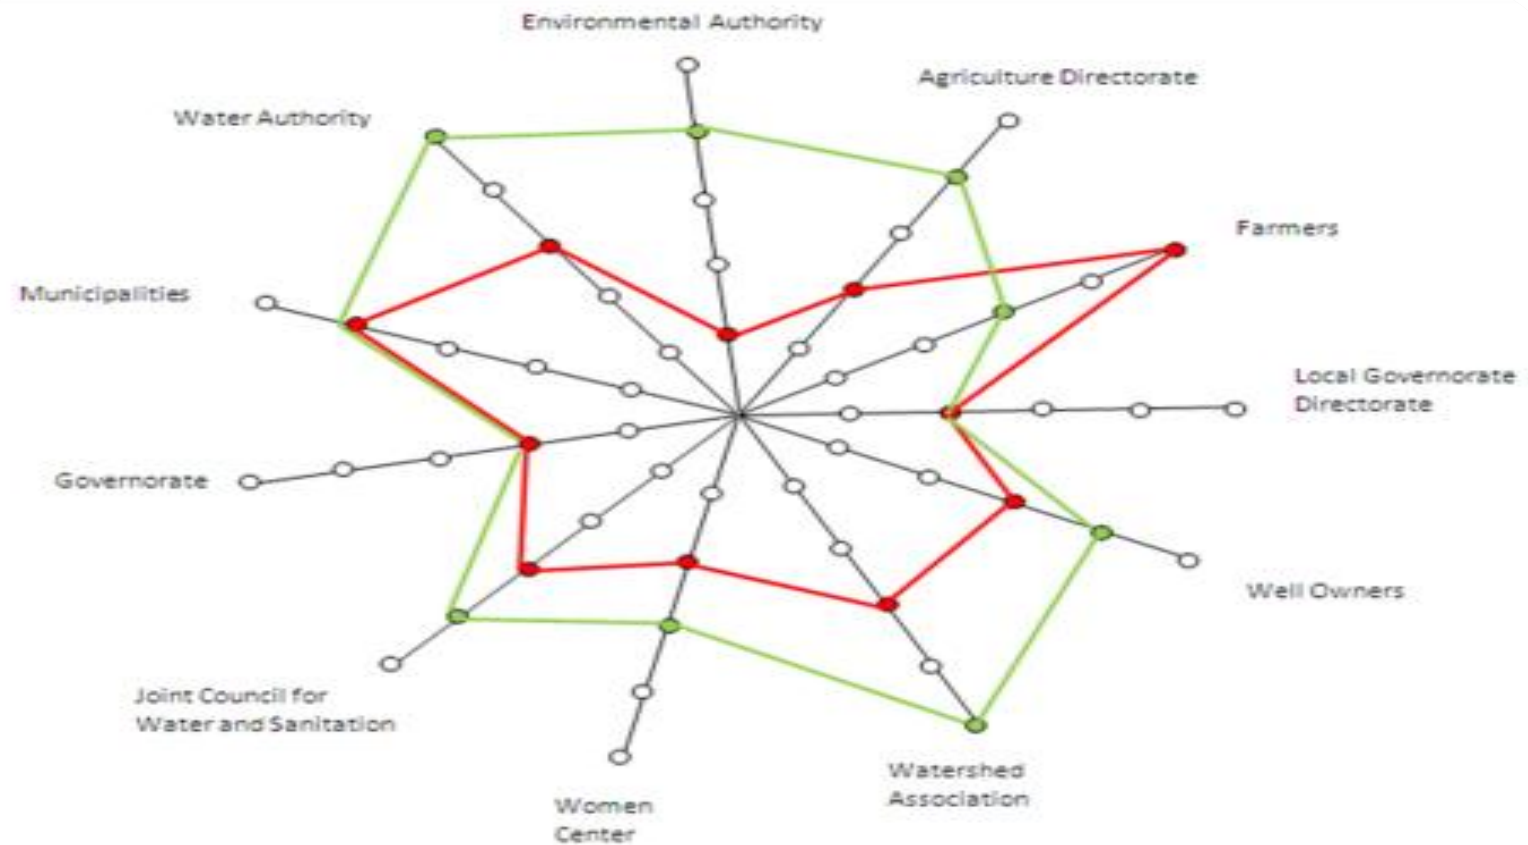 Environmental Authority
Agriculture Directorate
Water Authority
Farmers
Municipalities
Local Governorate
Directorate
Governorate
Well Owners
Joint Council for
Water and Sanitation
Watershed
Association
Women
Center